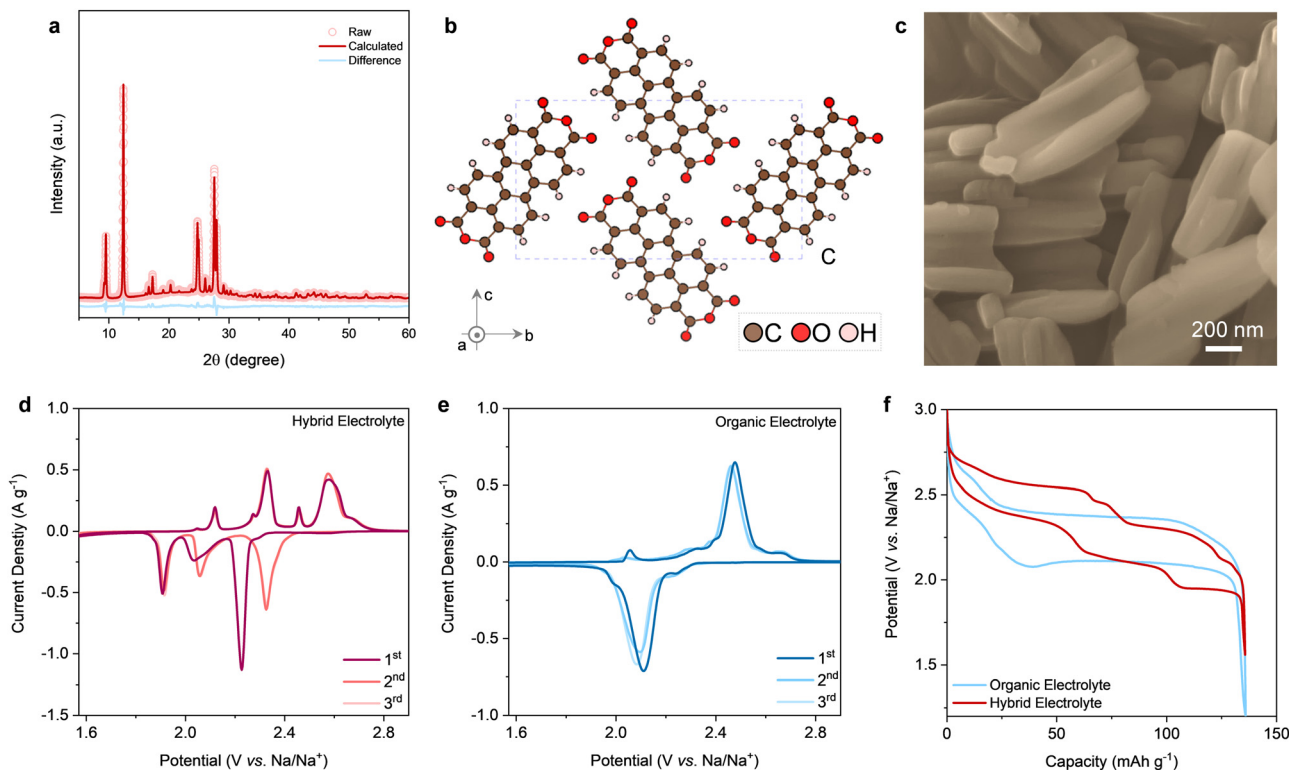 a
Raw
Calculated
Difference
Intensity (a.u.)
10 20 30 40 50 60
2θ (degree)
b
C
c
a
b
C O H
c
200 nm
d
Hybrid Electrolyte
1.0
0.5
0.0
-0.5
-1.0
-1.5
Current Density (A g⁻¹)
1st
2nd
3rd
1.6 2.0 2.4 2.8
Potential (V vs. Na/Na⁺)
e
Organic Electrolyte
1.0
0.5
0.0
-0.5
-1.0
Current Density (A g⁻¹)
1st
2nd
3rd
1.6 2.0 2.4 2.8
Potential (V vs. Na/Na⁺)
f
3.0
2.5
2.0
1.5
Potential (V vs. Na/Na⁺)
Organic Electrolyte
Hybrid Electrolyte
0 50 100 150
Capacity (mAh g⁻¹)